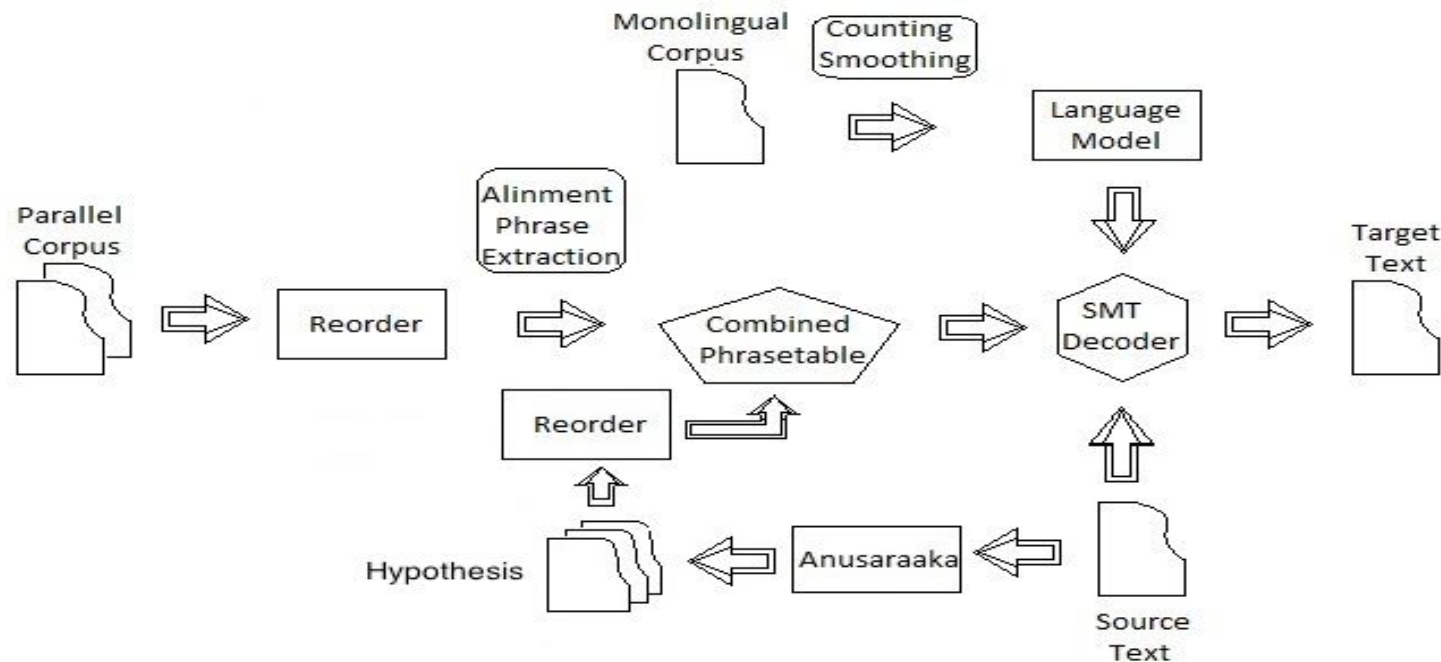 Monolingual
Corpus
Counting
Smoothing
Language
Model
Alinment
Phrase
Extraction
Parallel
Corpus
Target
Text
Reorder
Combined
Phrasetable
SMT
Decoder
Reorder
Hypothesis
Anusaraaka
Source
Text